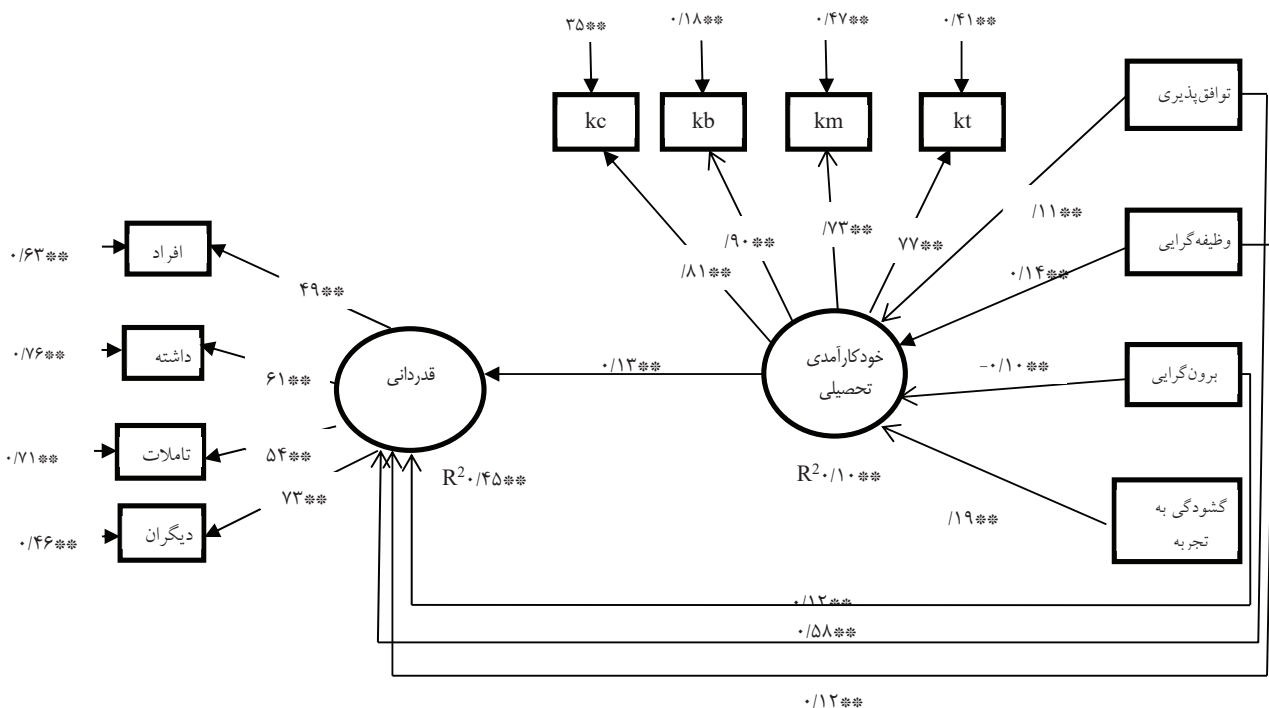 ۳۵**
۰/۱۸**
۰/۴۷**
۰/۴۱**
kc
kb
km
kt
توافق‌پذیری
/۱۱**
وظیفه‌گرایی
۰/۱۴**
/۹۰**
/۷۳**
۷۷**
/۸۱**
افراد
۰/۶۳**
۴۹**
داشته
۰/۷۶**
۶۱**
قدردانی
۰/۱۳**
خودکارآمدی
تحصیلی
-۰/۱۰**
برون‌گرایی
تاملات
۰/۷۱**
۵۴**
R²۰/۴۵**
R²۰/۱۰**
۷۳**
دیگران
۰/۴۶**
/۱۹**
گشودگی به
تجربه
۰/۱۲**
۰/۵۸**
۰/۱۲**